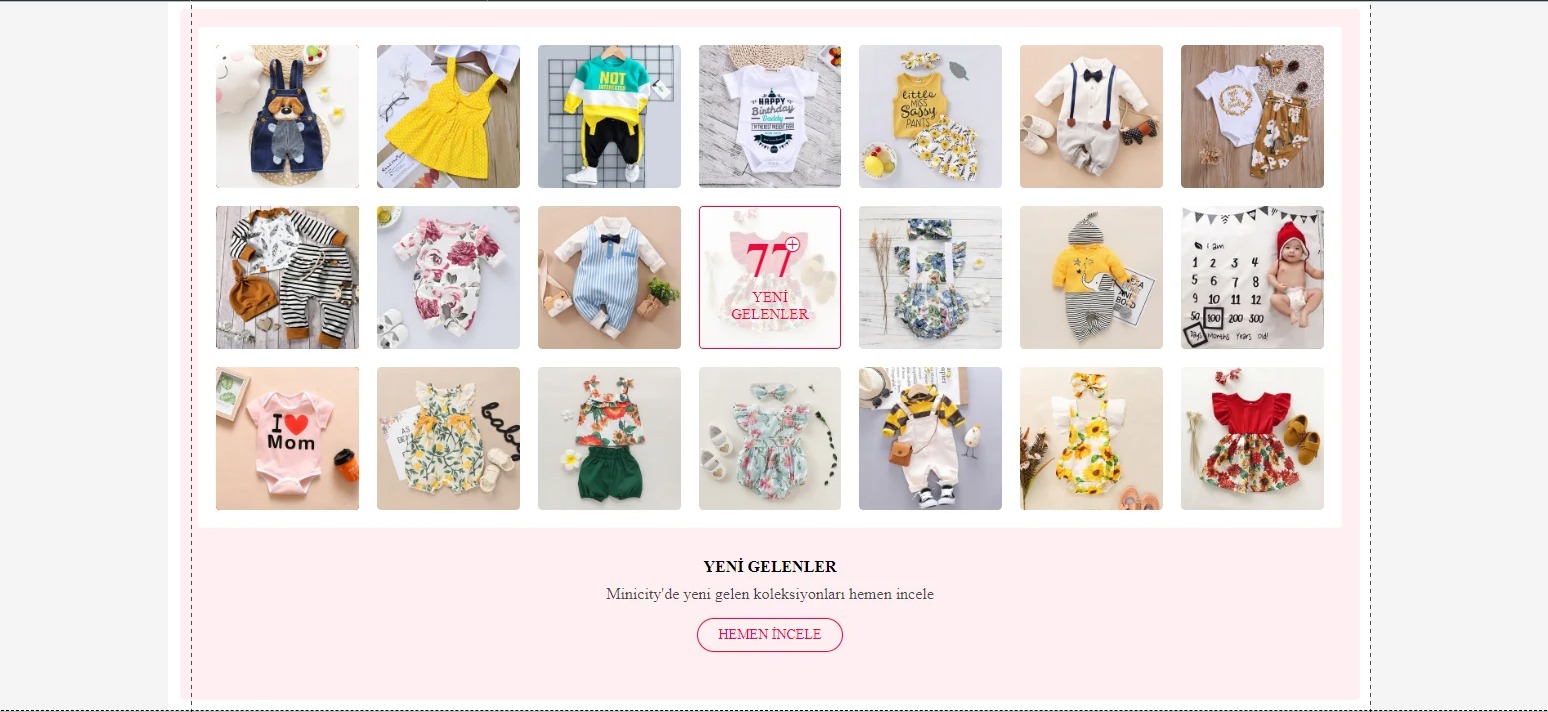 NOT
INTERESTED
HAPPY
Birthday
Daddy
little
MISS
Sassy
PANTS
77
YENİ
GELENLER
I am
1 2 3 4
5 6 7 8
9 10 11 12
50 100 200 300
Days Months Years Old!
I
Mom
YENİ GELENLER
Minicity'de yeni gelen koleksiyonları hemen incele
HEMEN İNCELE